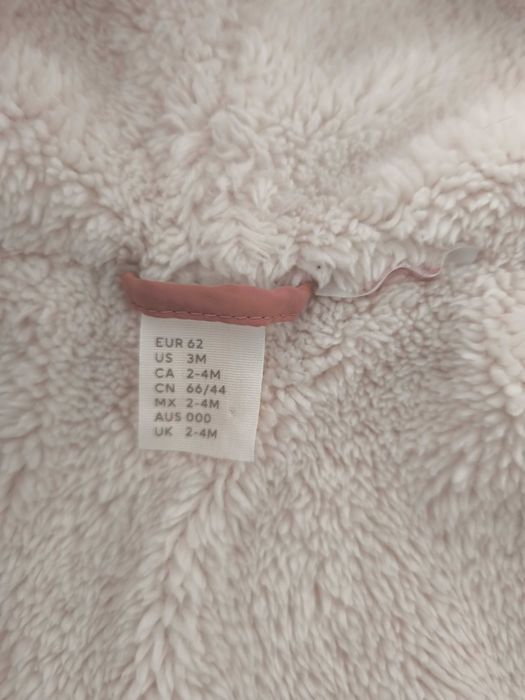 EUR 62
US 3M
CA 2-4M
CN 66/44
MX 2-4M
AUS 000
UK 2-4M